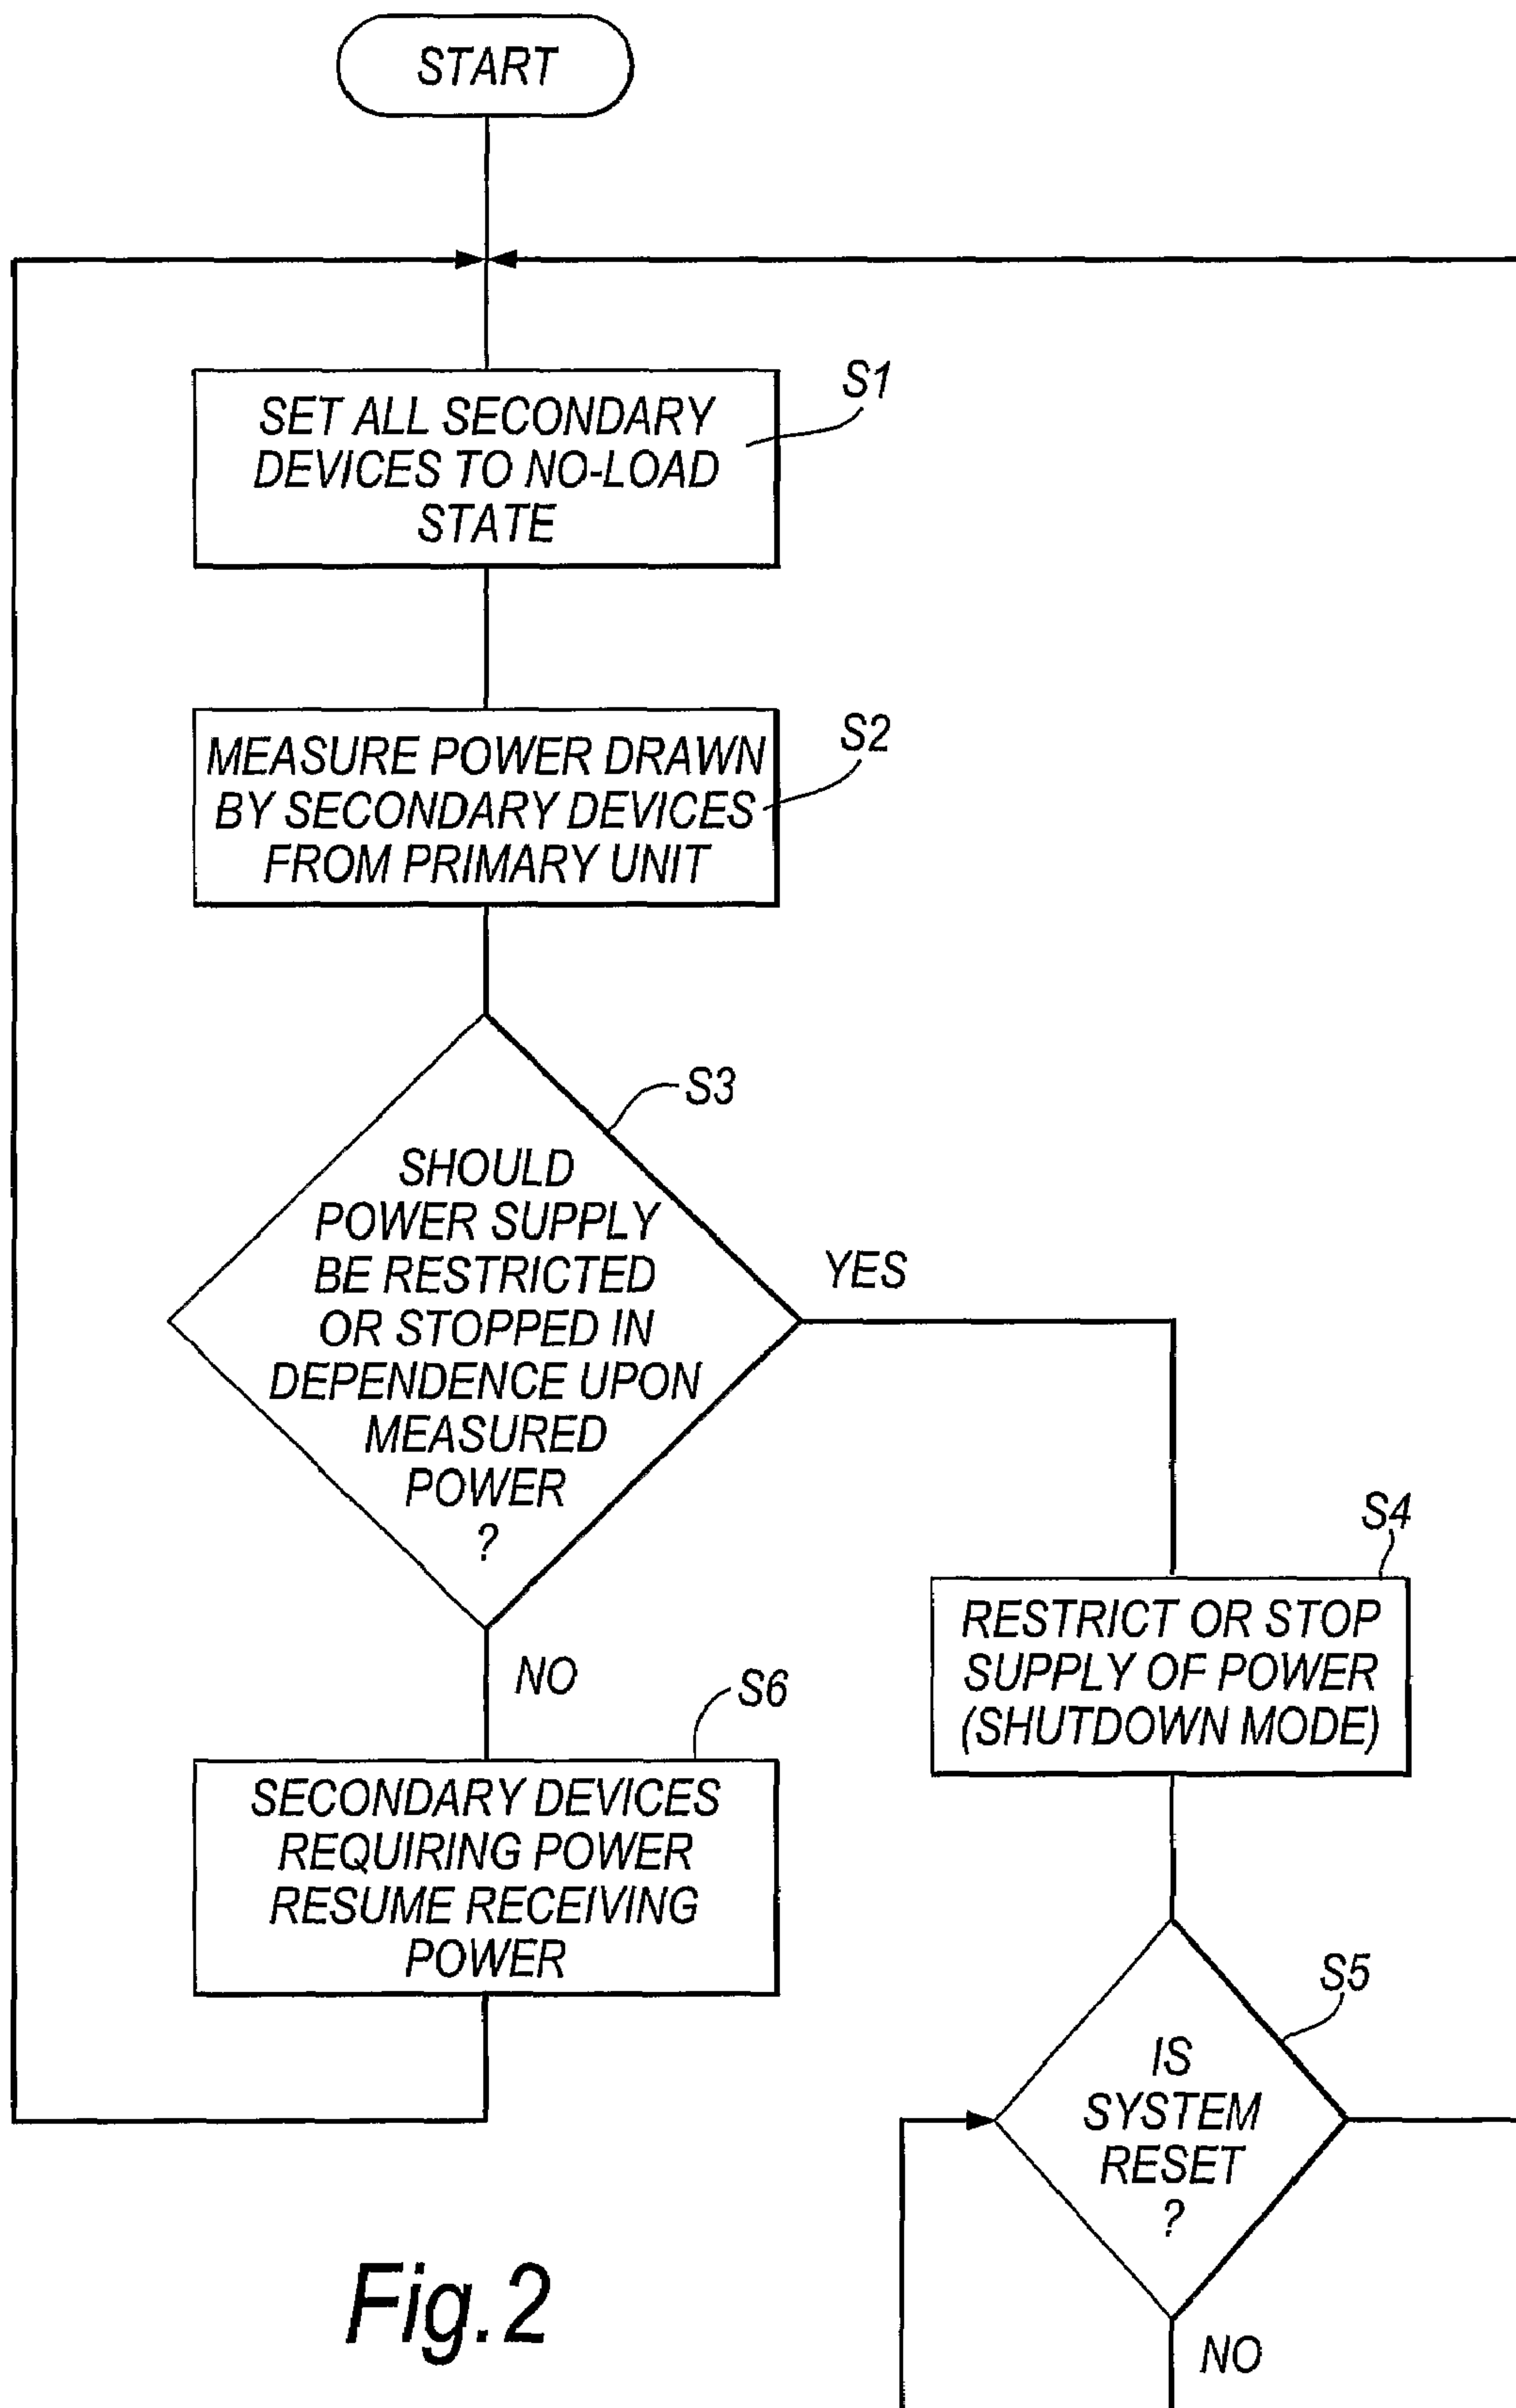 START
S1
SET ALL SECONDARY
DEVICES TO NO-LOAD
STATE
S2
MEASURE POWER DRAWN
BY SECONDARY DEVICES
FROM PRIMARY UNIT
S3
SHOULD
POWER SUPPLY
BE RESTRICTED
OR STOPPED IN
DEPENDENCE UPON
MEASURED
POWER
?
YES
NO
S4
RESTRICT OR STOP
SUPPLY OF POWER
(SHUTDOWN MODE)
S6
SECONDARY DEVICES
REQUIRING POWER
RESUME RECEIVING
POWER
S5
IS
SYSTEM
RESET
?
NO
Fig.2